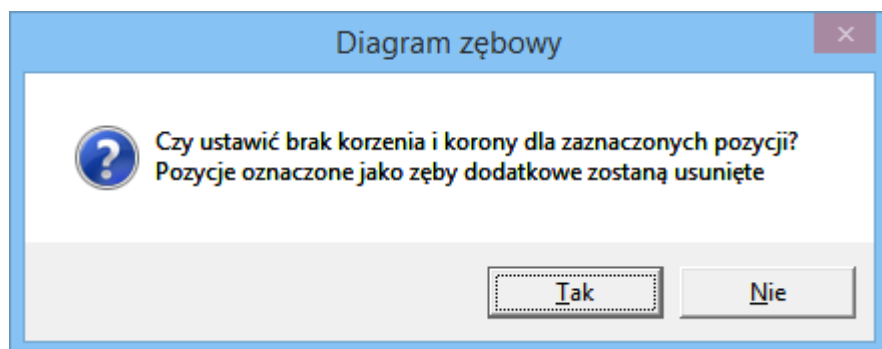 Diagram zębowy
Czy ustawić brak korzenia i korony dla zaznaczonych pozycji?
Pozycje oznaczone jako zęby dodatkowe zostaną usunięte
Tak
Nie